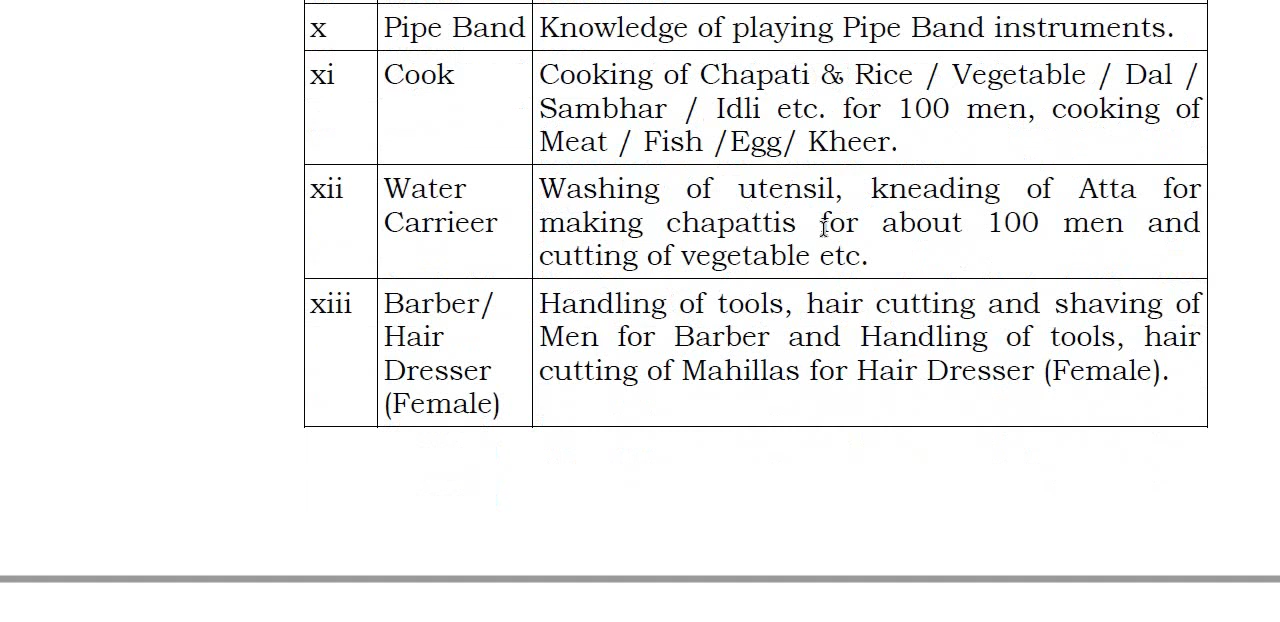 x Pipe Band Knowledge of playing Pipe Band instruments.
xi Cook Cooking of Chapati & Rice / Vegetable / Dal /
Sambhar / Idli etc. for 100 men, cooking of
Meat / Fish /Egg/ Kheer.
xii Water Washing of utensil, kneading of Atta for
Carrieer making chapattis for about 100 men and
cutting of vegetable etc.
xiii Barber/ Handling of tools, hair cutting and shaving of
Hair Men for Barber and Handling of tools, hair
Dresser cutting of Mahillas for Hair Dresser (Female).
(Female)